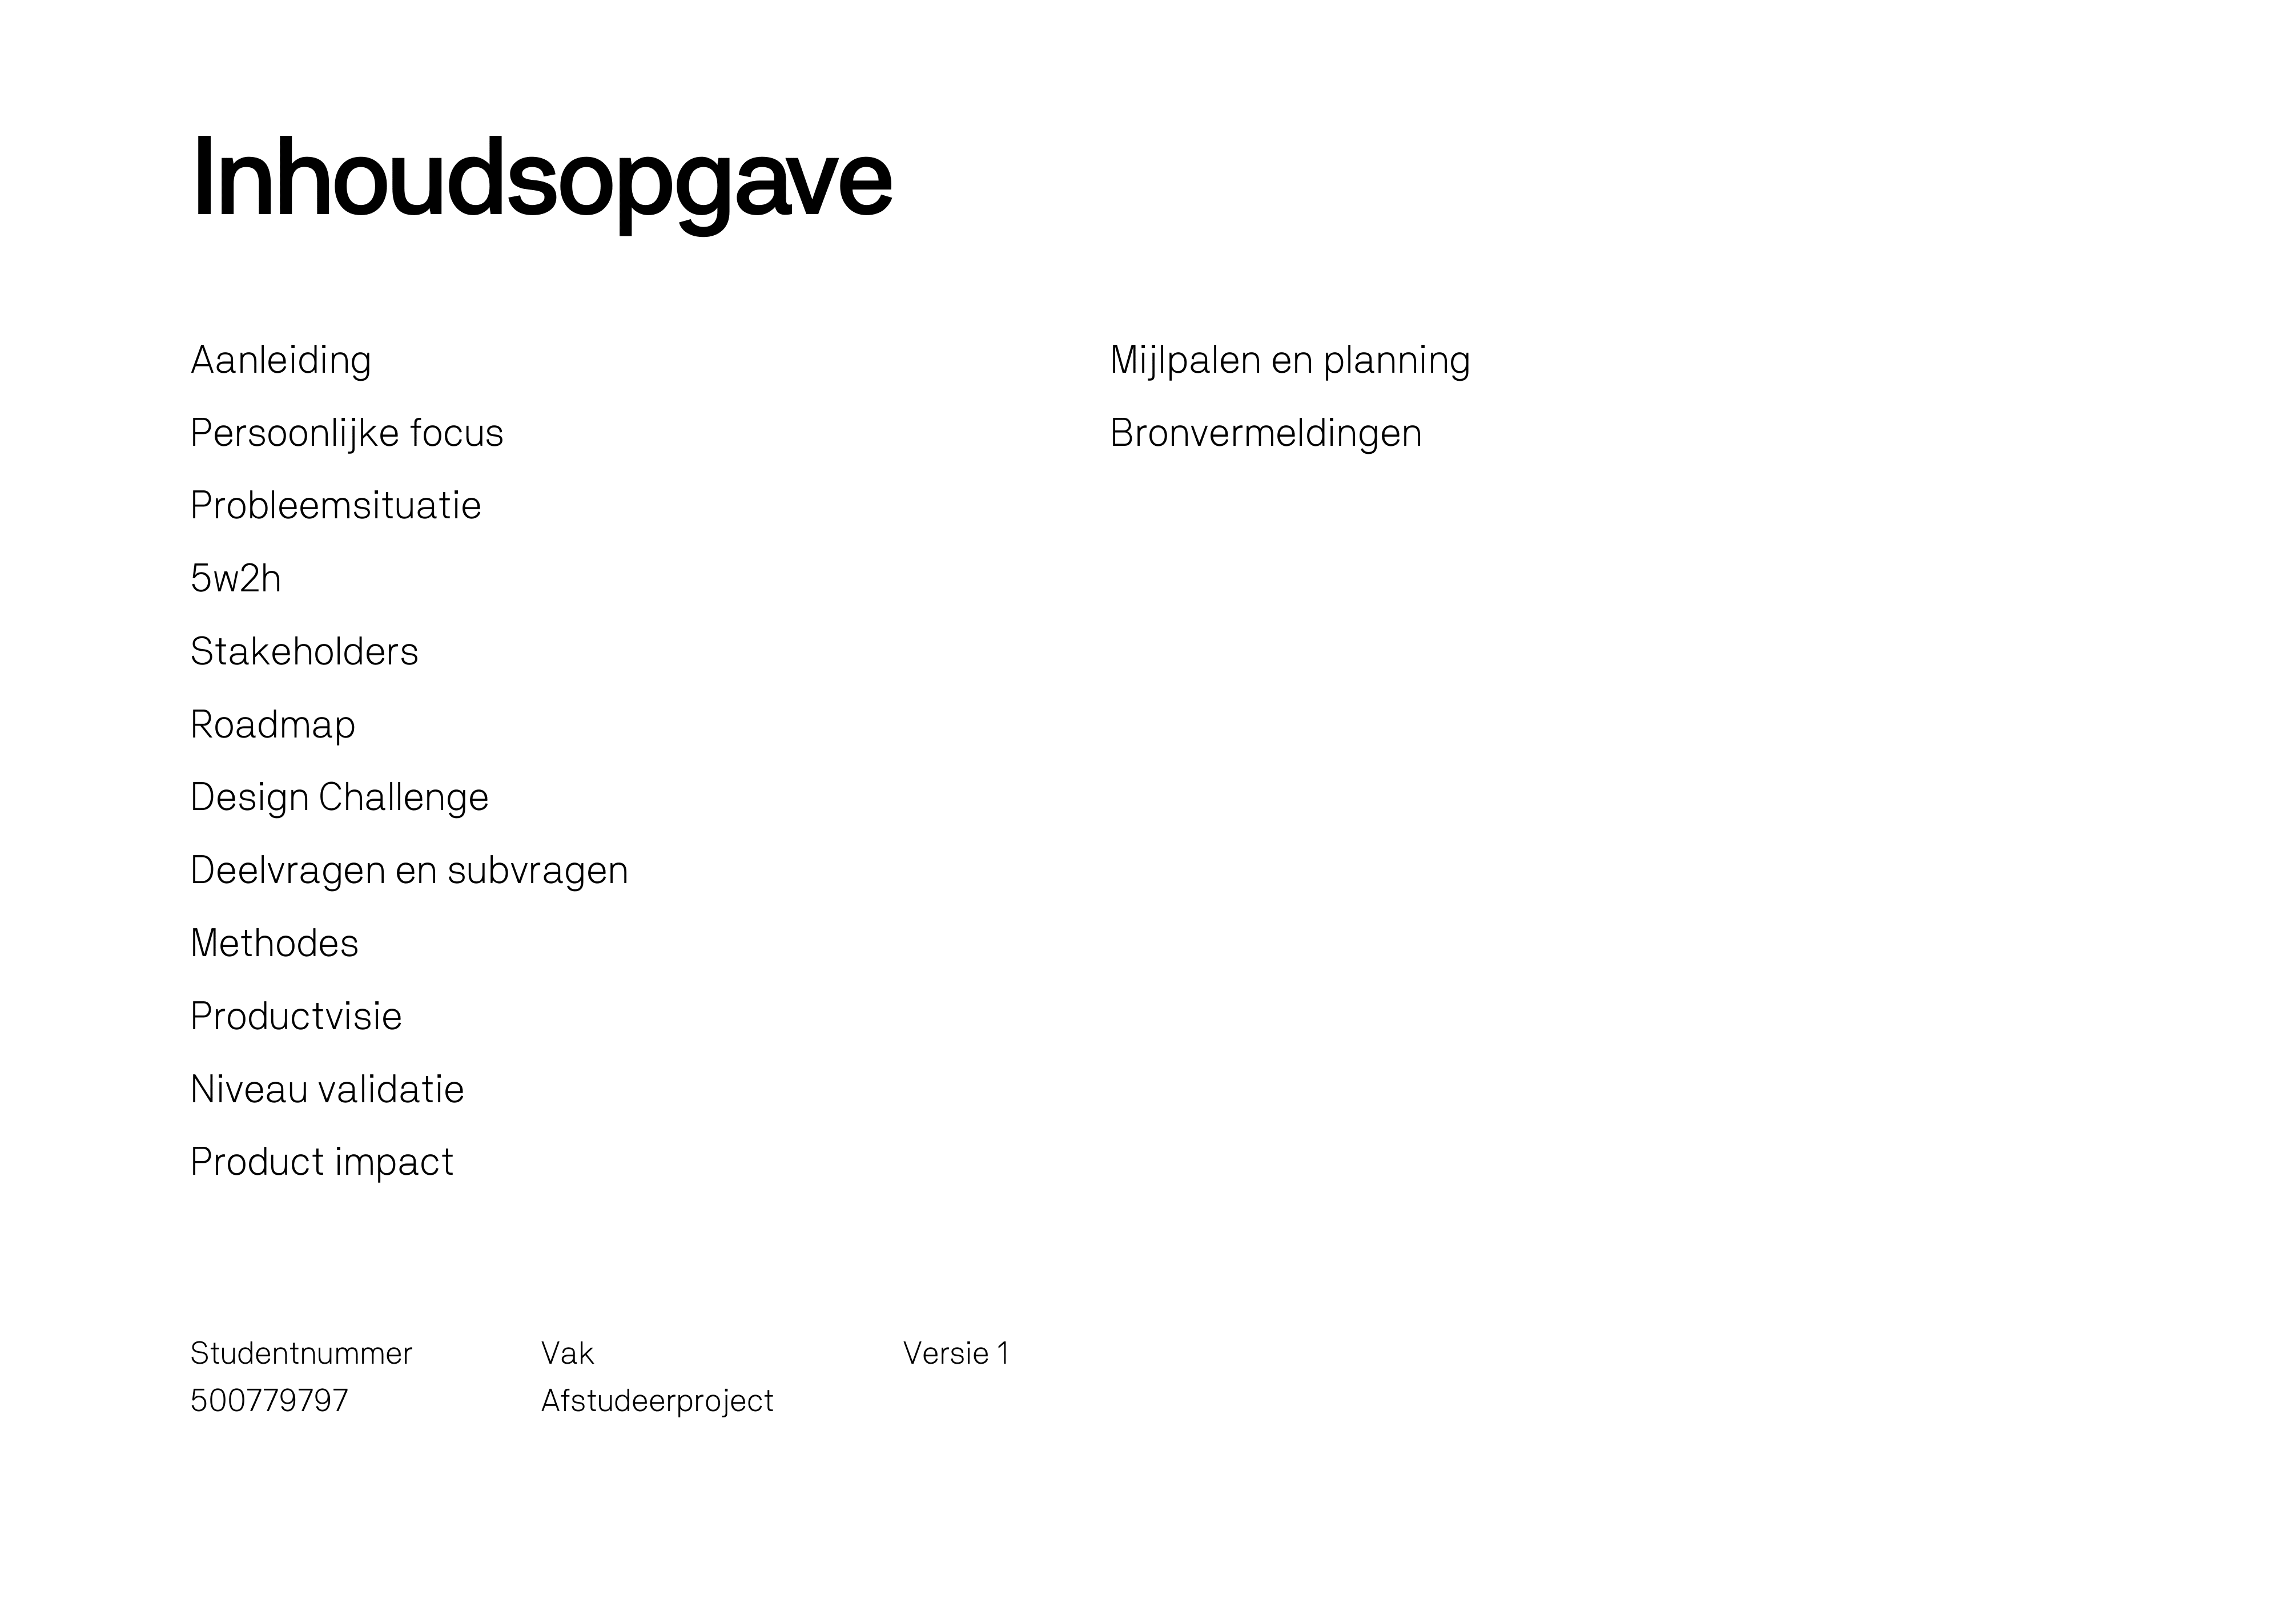 Inhoudsopgave
Aanleiding
Persoonlijke focus
Probleemsituatie
5w2h
Stakeholders
Roadmap
Design Challenge
Deelvragen en subvragen
Methodes
Productvisie
Niveau validatie
Product impact
Mijlpalen en planning
Bronvermeldingen
Studentnummer
500779797
Vak
Afstudeerproject
Versie 1